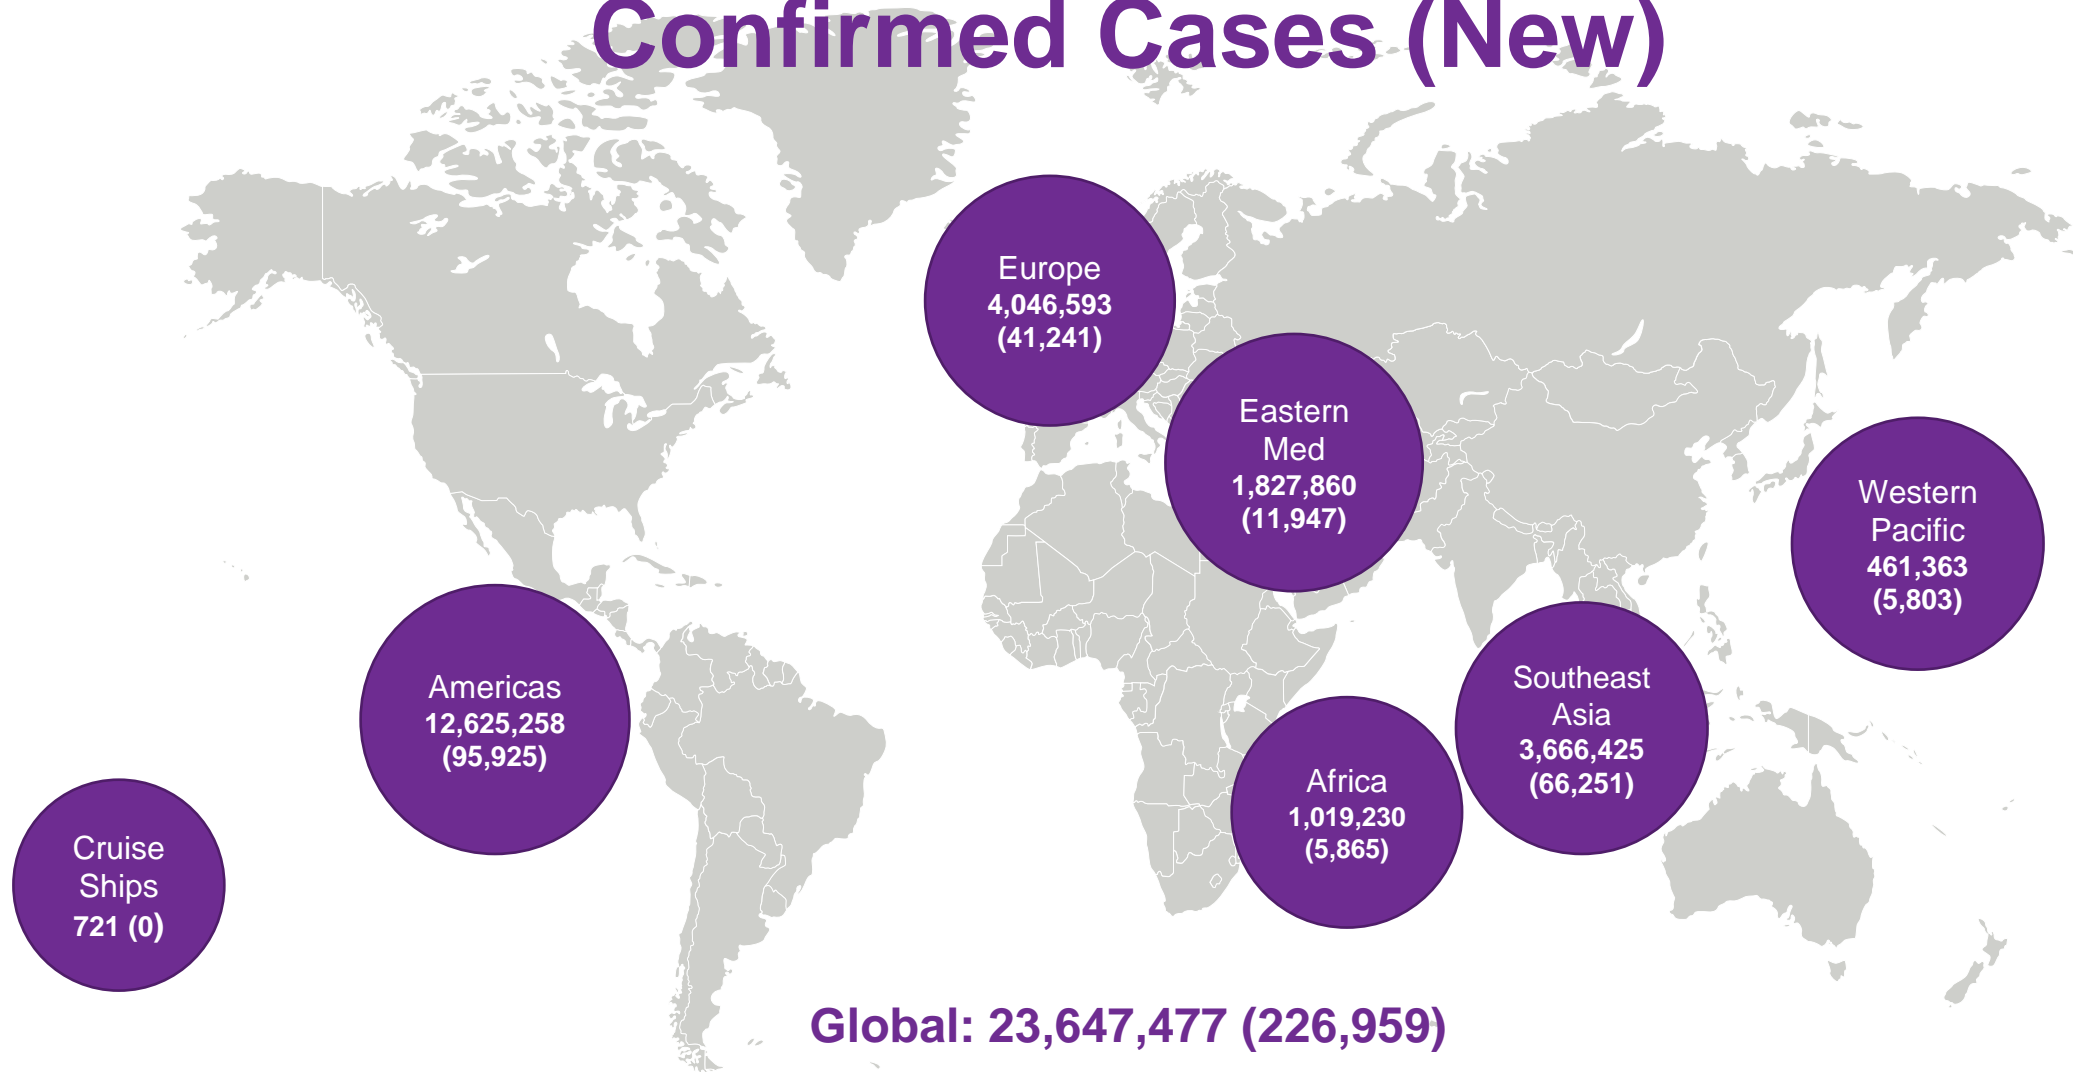 Confirmed Cases (New)
Europe
4,046,593
(41,241)
Eastern
Med
1,827,860
(11,947)
Western
Pacific
461,363
(5,803)
Americas
12,625,258
(95,925)
Southeast
Asia
3,666,425
(66,251)
Africa
1,019,230
(5,865)
Cruise
Ships
721 (0)
Global: 23,647,477 (226,959)